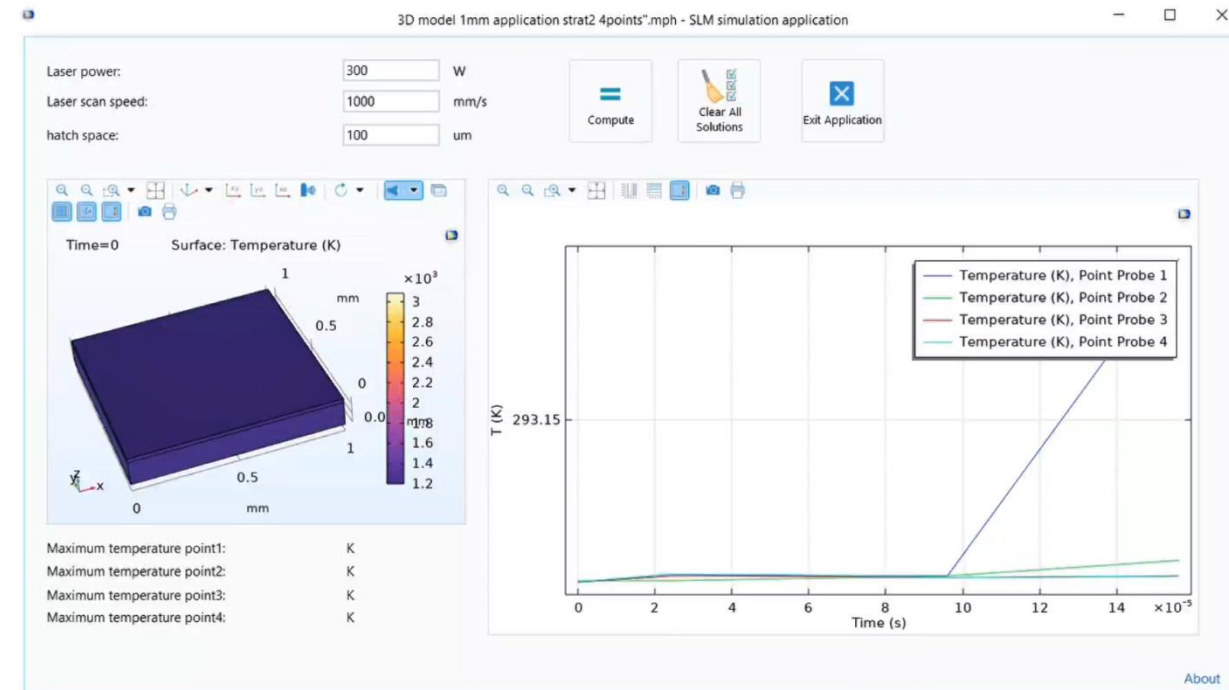 3D model 1mm application strat2 4points".mph - SLM simulation application
Laser power: 300 W
Laser scan speed: 1000 mm/s
hatch space: 100 um
Compute
Clear All
Solutions
Exit Application
Time=0 Surface: Temperature (K)
1
mm
0.5
0
0.0
mm
1
0.5
0
mm
y z x
×10³
3
2.8
2.6
2.4
2.2
2
1.8
1.6
1.4
1.2
Temperature (K), Point Probe 1
Temperature (K), Point Probe 2
Temperature (K), Point Probe 3
Temperature (K), Point Probe 4
T (K)
293.15
0 2 4 6 8 10 12 14 ×10⁻⁵
Time (s)
Maximum temperature point1: K
Maximum temperature point2: K
Maximum temperature point3: K
Maximum temperature point4: K
About